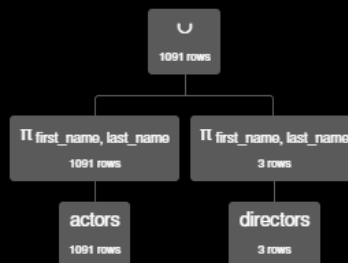 ∪
1091 rows
π first_name, last_name
1091 rows
π first_name, last_name
3 rows
actors
1091 rows
directors
3 rows